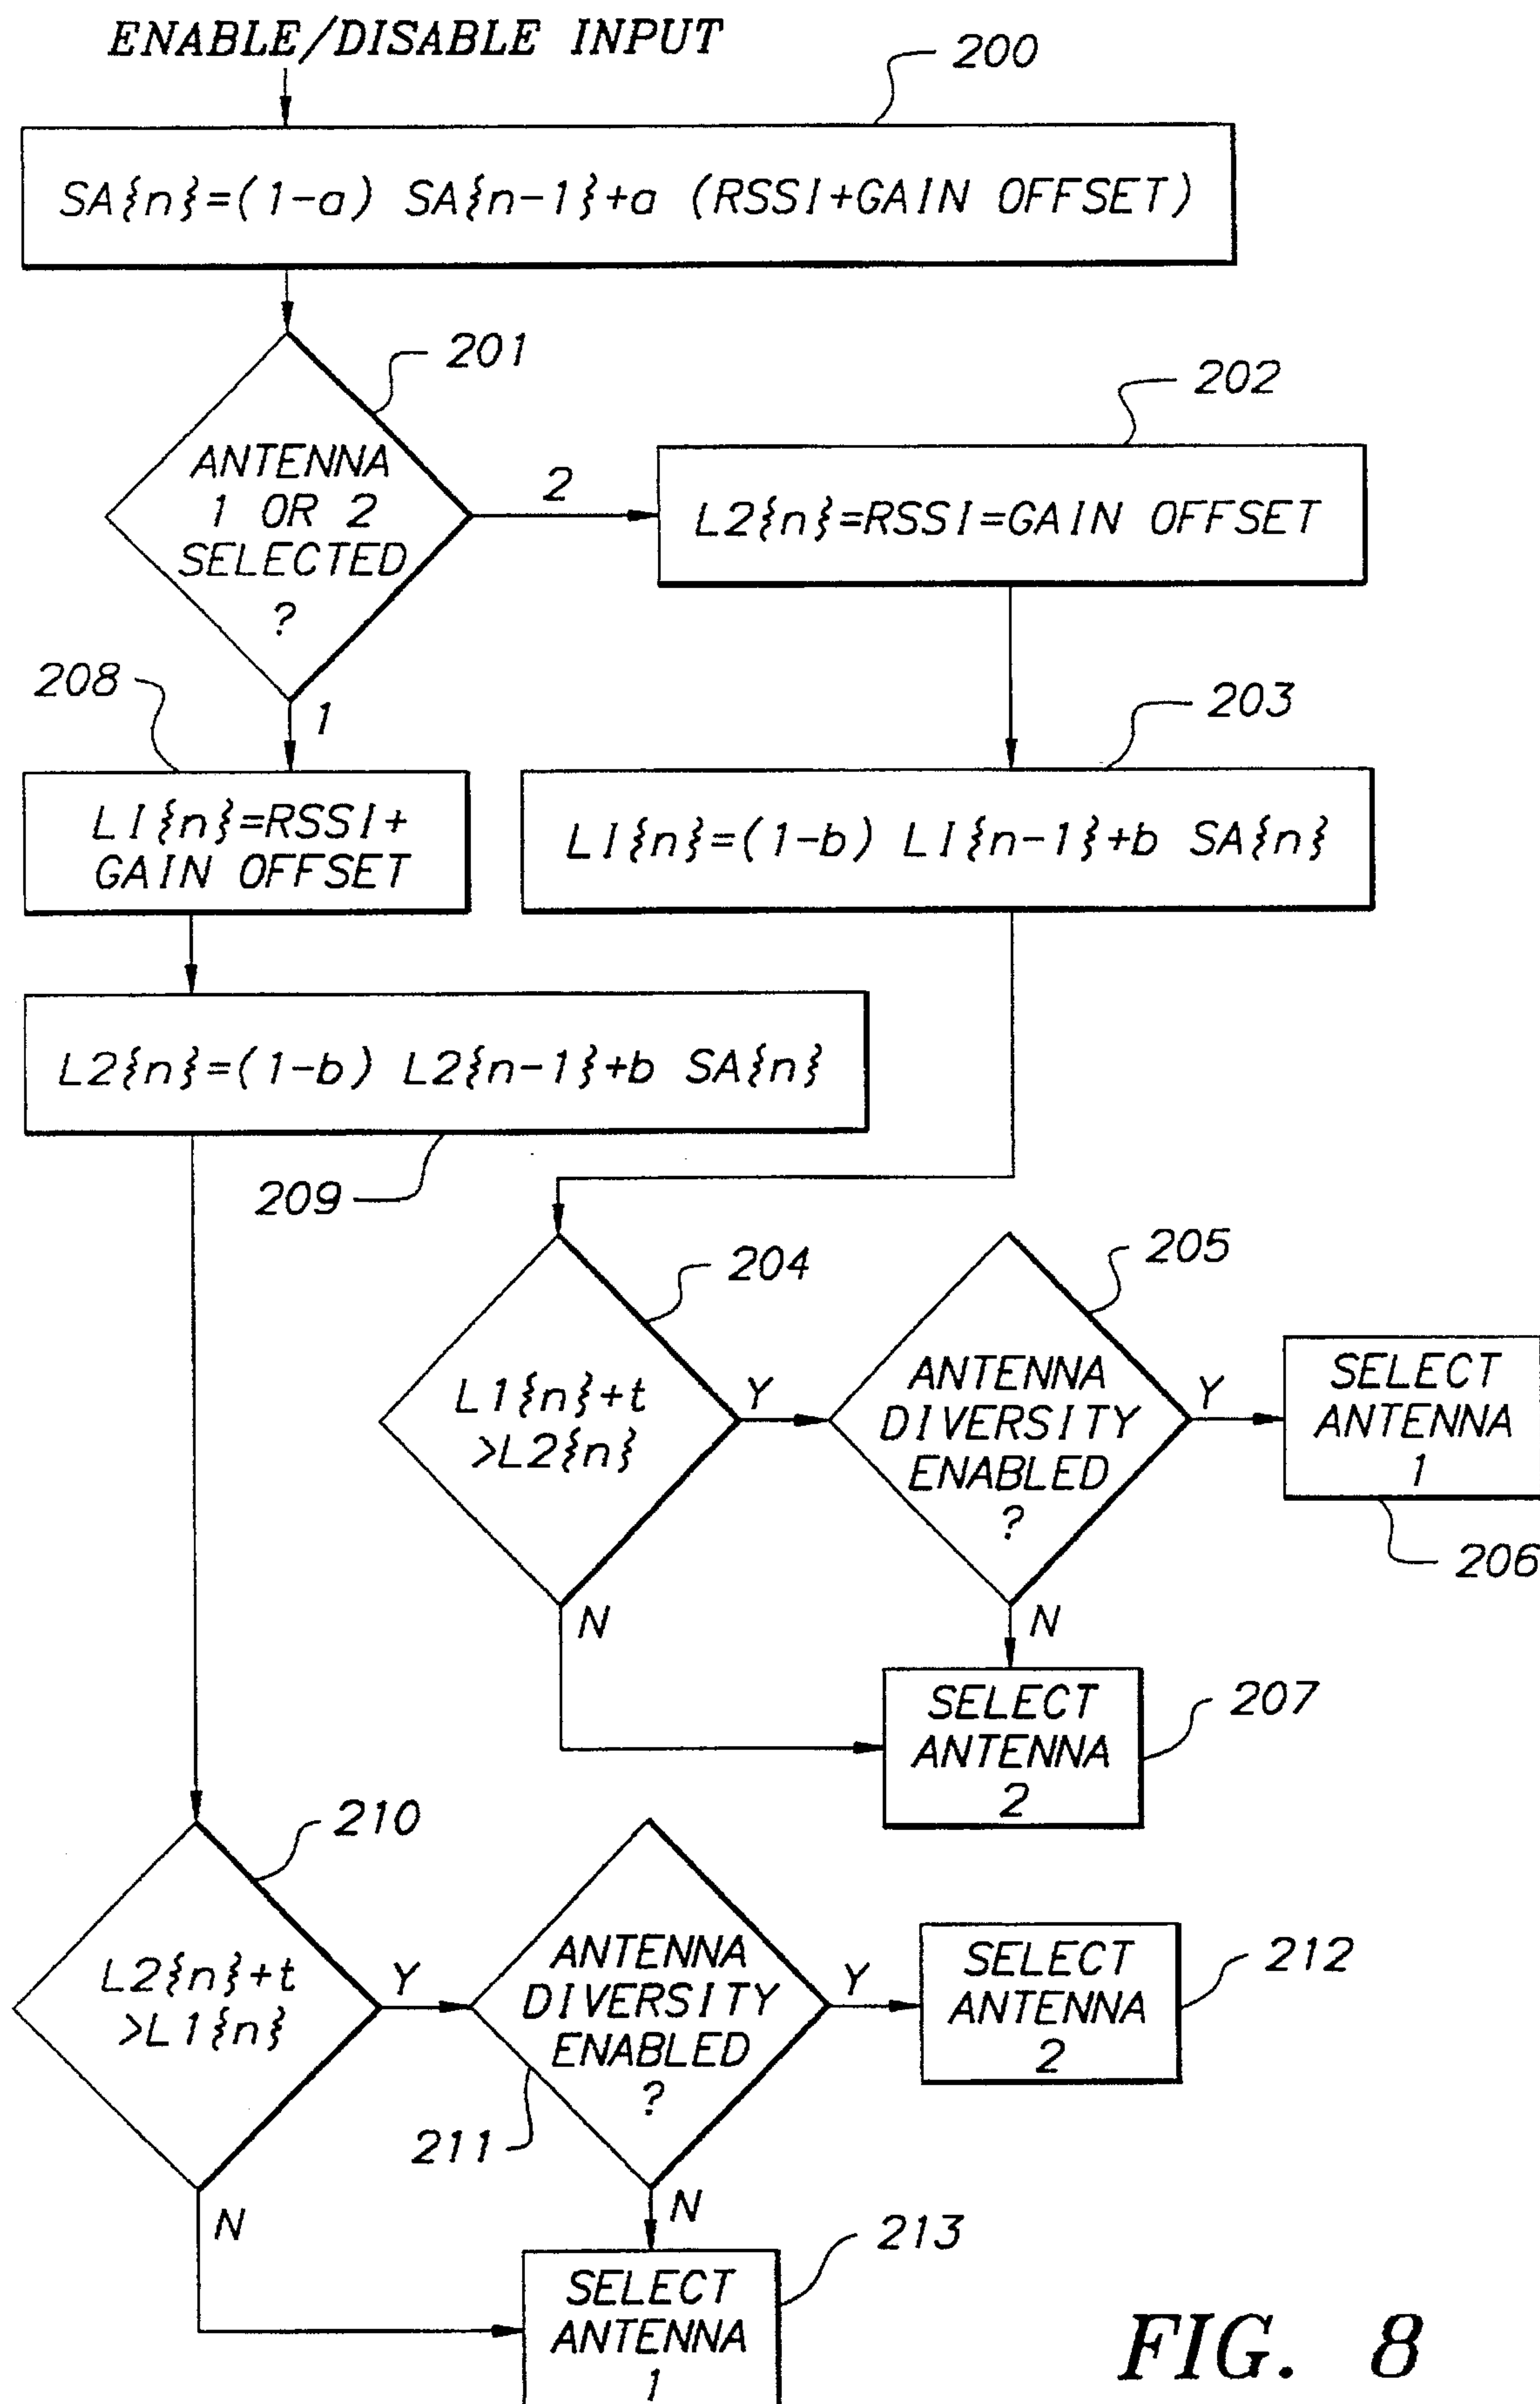 ENABLE/DISABLE INPUT
200
SA{n}=(1-a) SA{n-1}+a (RSSI+GAIN OFFSET)
201
ANTENNA
1 OR 2
SELECTED
?
2
202
L2{n}=RSSI=GAIN OFFSET
1
208
LI{n}=RSSI+
GAIN OFFSET
203
LI{n}=(1-b) LI{n-1}+b SA{n}
L2{n}=(1-b) L2{n-1}+b SA{n}
209
204
L1{n}+t
>L2{n}
Y
N
205
ANTENNA
DIVERSITY
ENABLED
?
Y
N
SELECT
ANTENNA
1
206
SELECT
ANTENNA
2
207
210
L2{n}+t
>L1{n}
Y
N
ANTENNA
DIVERSITY
ENABLED
?
211
Y
N
SELECT
ANTENNA
2
212
SELECT
ANTENNA
1
213
FIG. 8